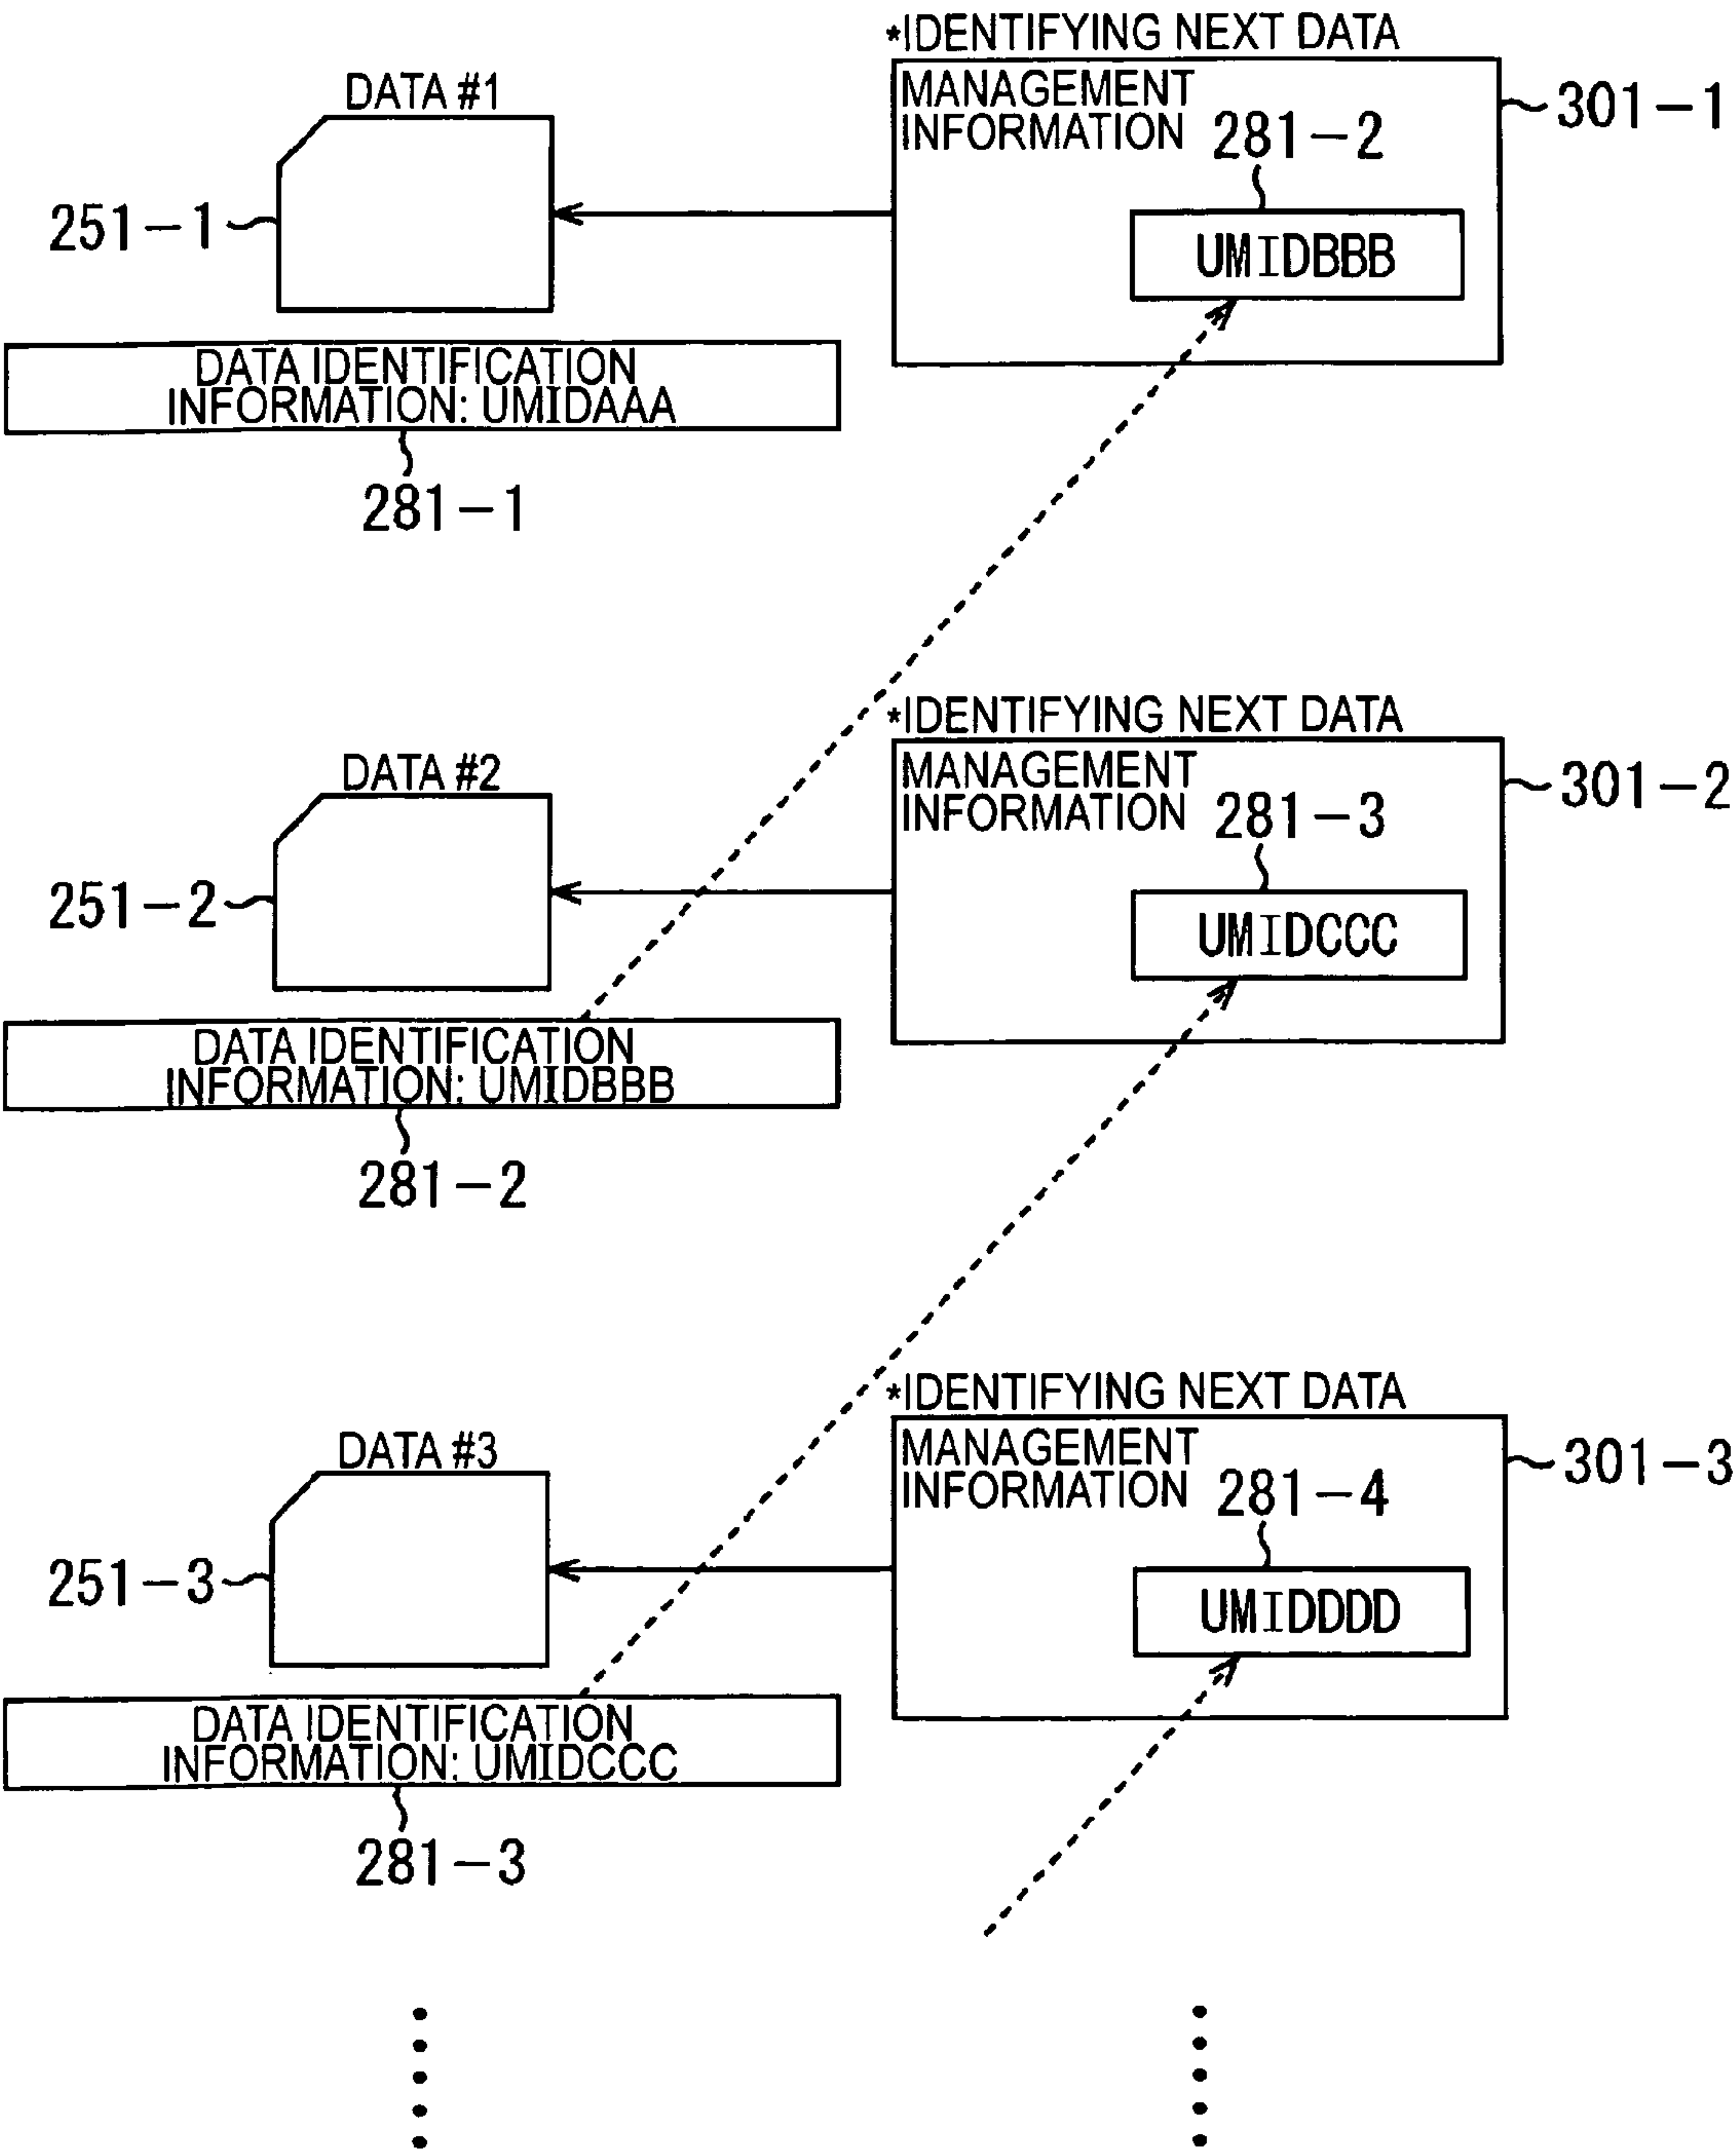 *IDENTIFYING NEXT DATA
DATA #1
MANAGEMENT
INFORMATION
301-1
281-2
251-1
UMIDBBB
DATA IDENTIFICATION
INFORMATION: UMIDAAA
281-1
*IDENTIFYING NEXT DATA
DATA #2
MANAGEMENT
INFORMATION
301-2
281-3
251-2
UMIDCCC
DATA IDENTIFICATION
INFORMATION: UMIDBBB
281-2
*IDENTIFYING NEXT DATA
DATA #3
MANAGEMENT
INFORMATION
301-3
281-4
251-3
UMIDDDD
DATA IDENTIFICATION
INFORMATION: UMIDCCC
281-3